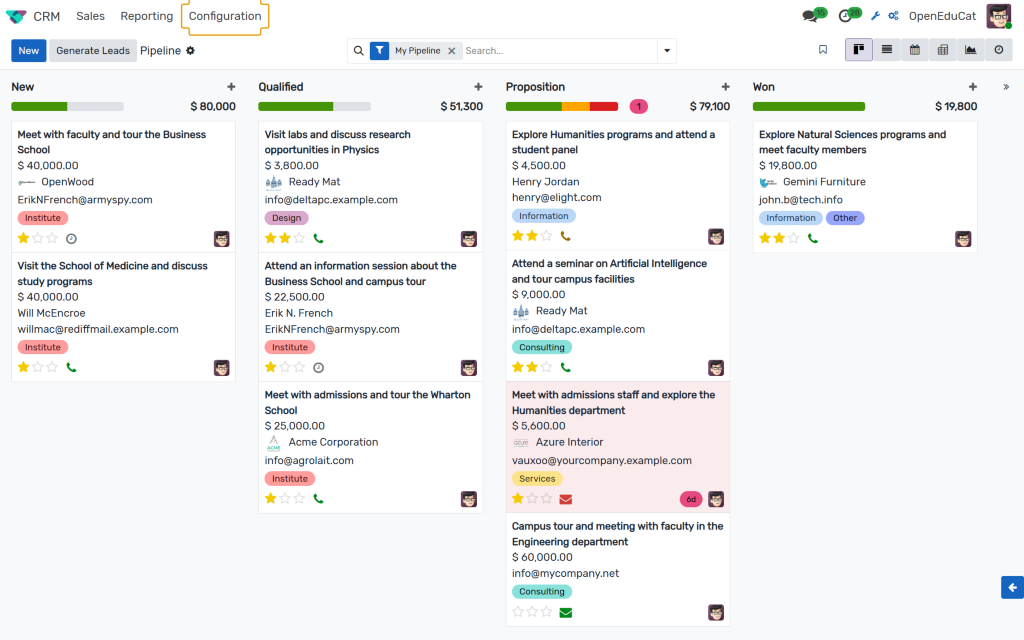 CRM Sales Reporting Configuration 15 28 OpenEduCat
New Generate Leads Pipeline My Pipeline Search...
New
$ 80,000
Meet with faculty and tour the Business
School
$ 40,000.00
OpenWood
ErikNFrench@armyspy.com
Institute
Visit the School of Medicine and discuss
study programs
$ 40,000.00
Will McEncroe
willmac@rediffmail.example.com
Institute
Qualified
$ 51,300
Visit labs and discuss research
opportunities in Physics
$ 3,800.00
Ready Mat
info@deltapc.example.com
Design
Attend an information session about the
Business School and campus tour
$ 22,500.00
Erik N. French
ErikNFrench@armyspy.com
Institute
Meet with admissions and tour the Wharton
School
$ 25,000.00
ACME Acme Corporation
info@agrolait.com
Institute
Proposition
1 $ 79,100
Explore Humanities programs and attend a
student panel
$ 4,500.00
Henry Jordan
henry@elight.com
Information
Attend a seminar on Artificial Intelligence
and tour campus facilities
$ 9,000.00
Ready Mat
info@deltapc.example.com
Consulting
Meet with admissions staff and explore the
Humanities department
$ 5,600.00
azure Azure Interior
vauxoo@yourcompany.example.com
Services
6d
Campus tour and meeting with faculty in the
Engineering department
$ 60,000.00
info@mycompany.net
Consulting
Won
$ 19,800
Explore Natural Sciences programs and
meet faculty members
$ 19,800.00
Gemini Furniture
john.b@tech.info
Information Other